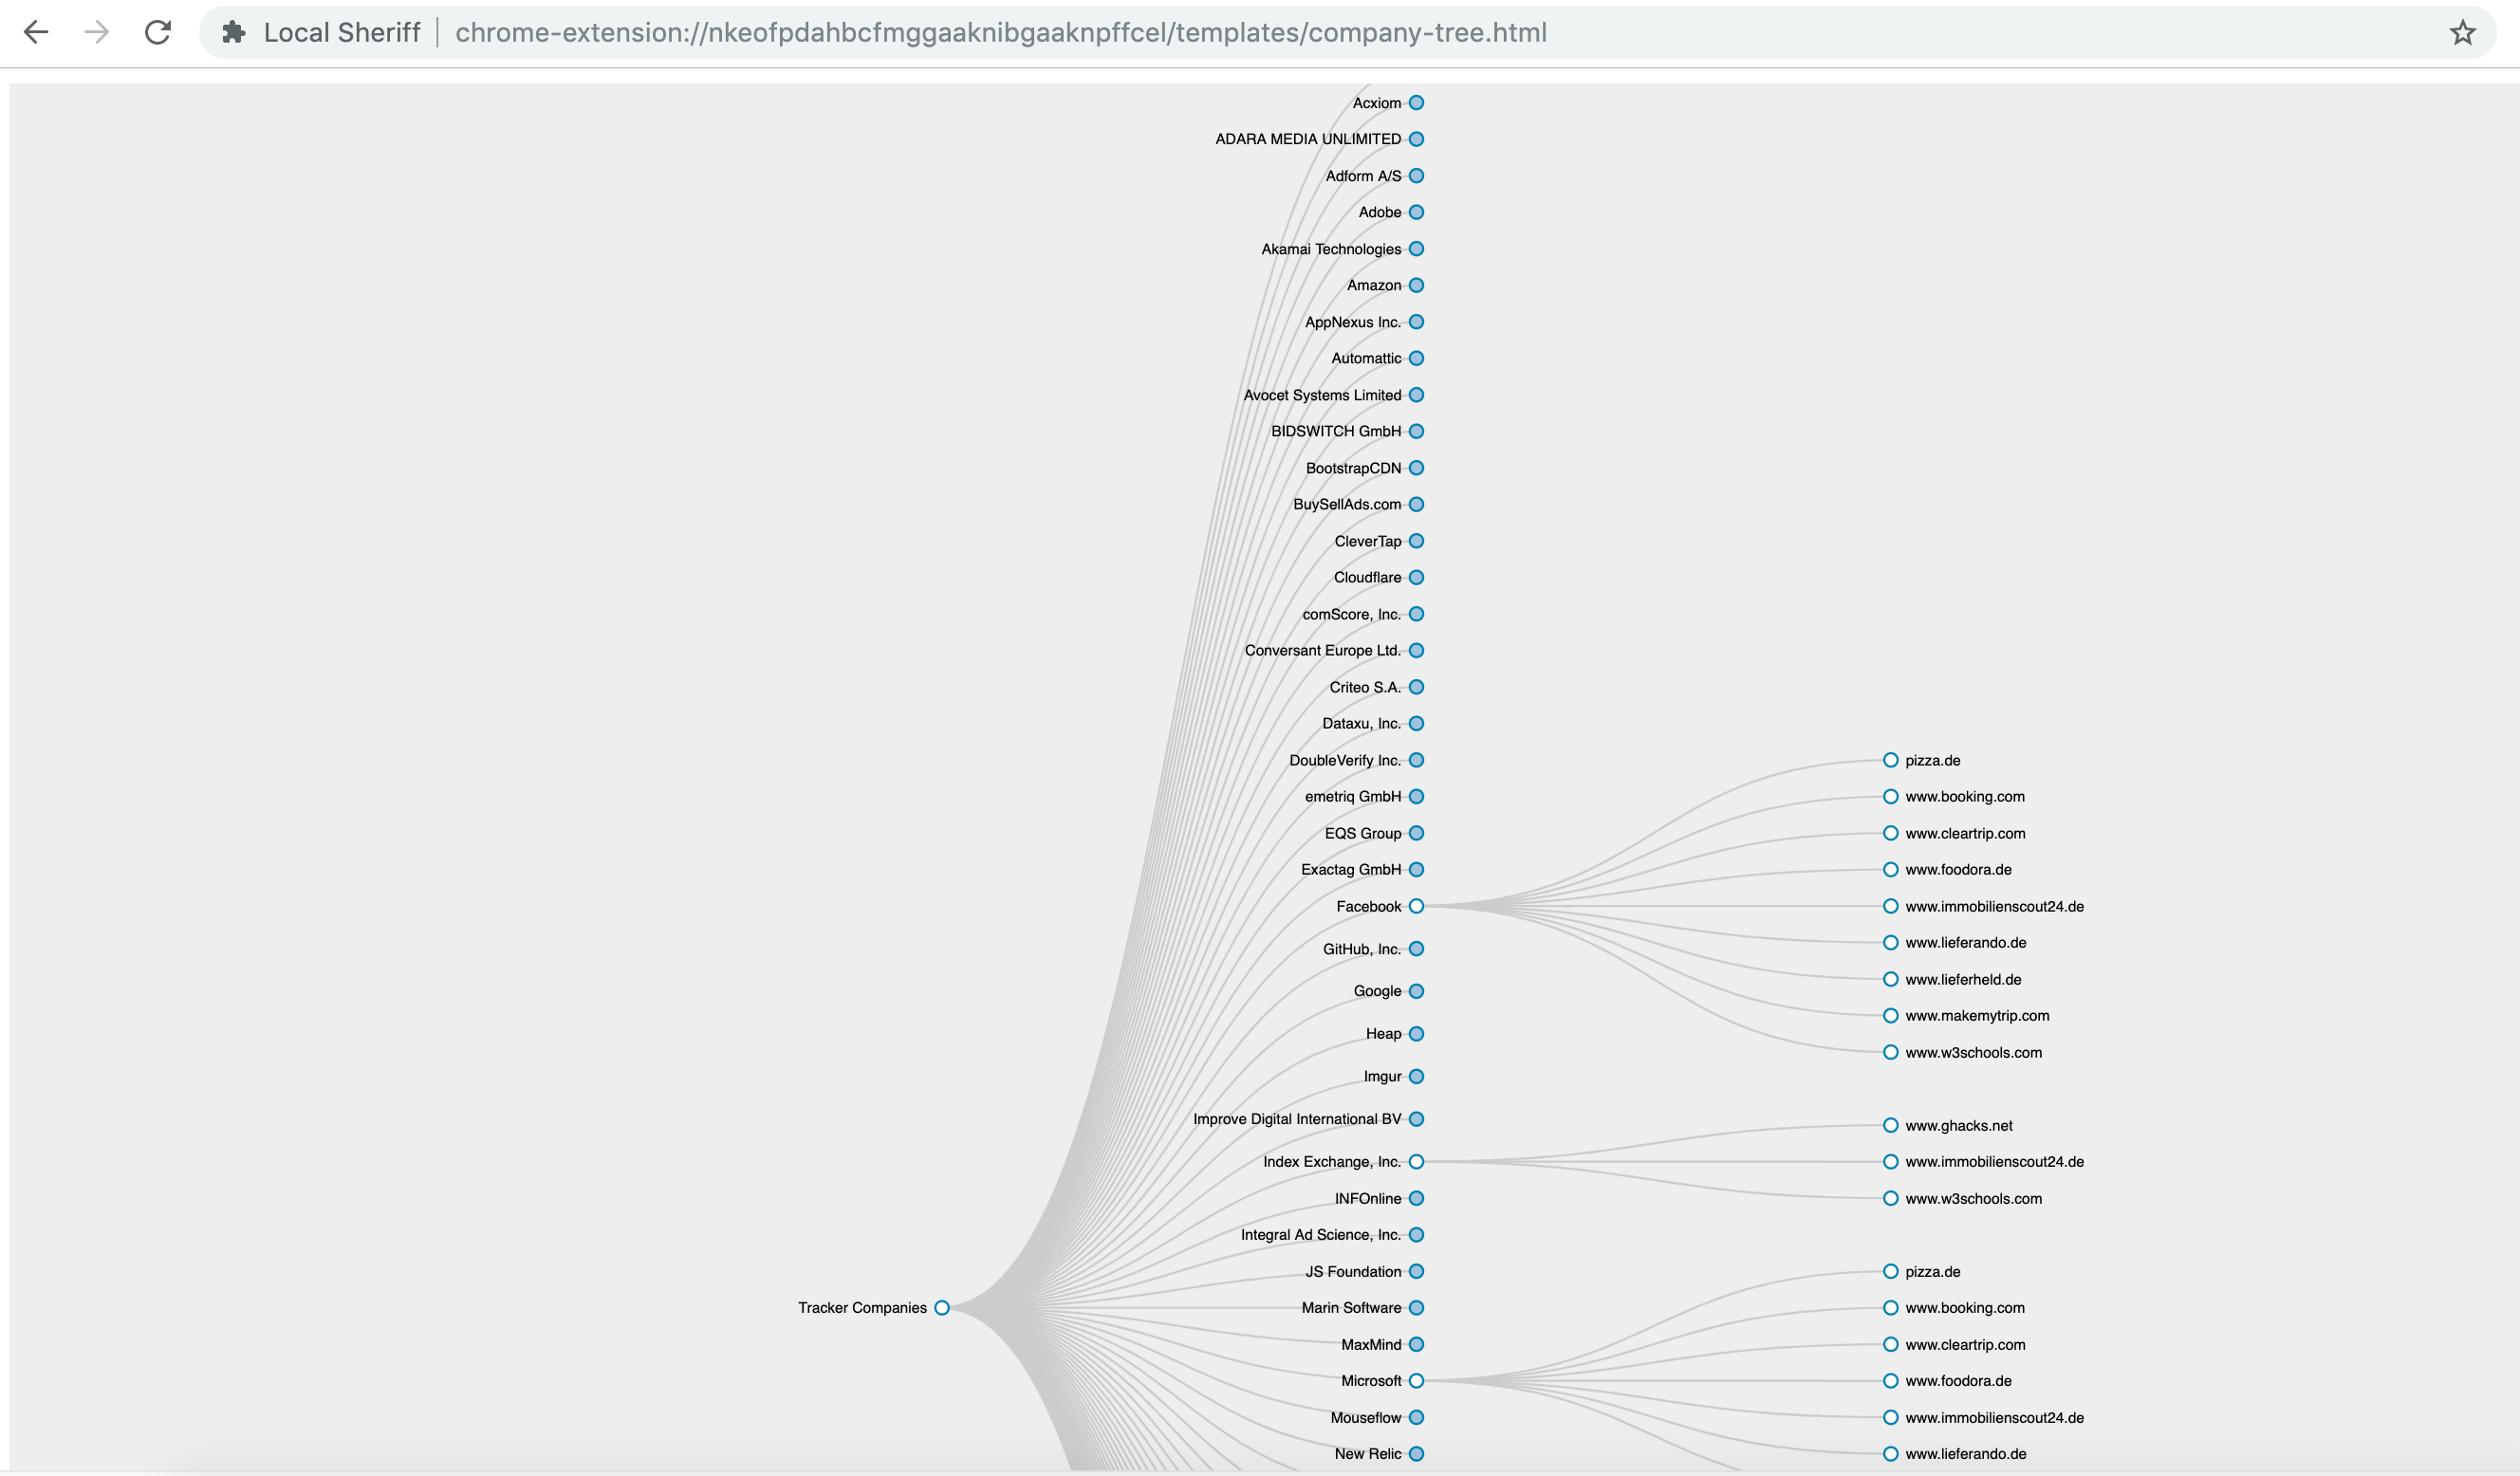 Local Sheriff
chrome-extension://nkeofpdahbcfmggaaknibgaaknpffcel/templates/company-tree.html
Acxiom
ADARA MEDIA UNLIMITED
Adform A/S
Adobe
Akamai Technologies
Amazon
AppNexus Inc.
Automattic
Avocet Systems Limited
BIDSWITCH GmbH
BootstrapCDN
BuySellAds.com
CleverTap
Cloudflare
comScore, Inc.
Conversant Europe Ltd.
Criteo S.A.
Dataxu, Inc.
DoubleVerify Inc.
emetriq GmbH
EQS Group
Exactag GmbH
Facebook
GitHub, Inc.
Google
Heap
Imgur
Improve Digital International BV
Index Exchange, Inc.
INFOnline
Integral Ad Science, Inc.
JS Foundation
Tracker Companies
Marin Software
MaxMind
Microsoft
Mouseflow
New Relic
pizza.de
www.booking.com
www.cleartrip.com
www.foodora.de
www.immobilienscout24.de
www.lieferando.de
www.lieferheld.de
www.makemytrip.com
www.w3schools.com
www.ghacks.net
www.immobilienscout24.de
www.w3schools.com
pizza.de
www.booking.com
www.cleartrip.com
www.foodora.de
www.immobilienscout24.de
www.lieferando.de